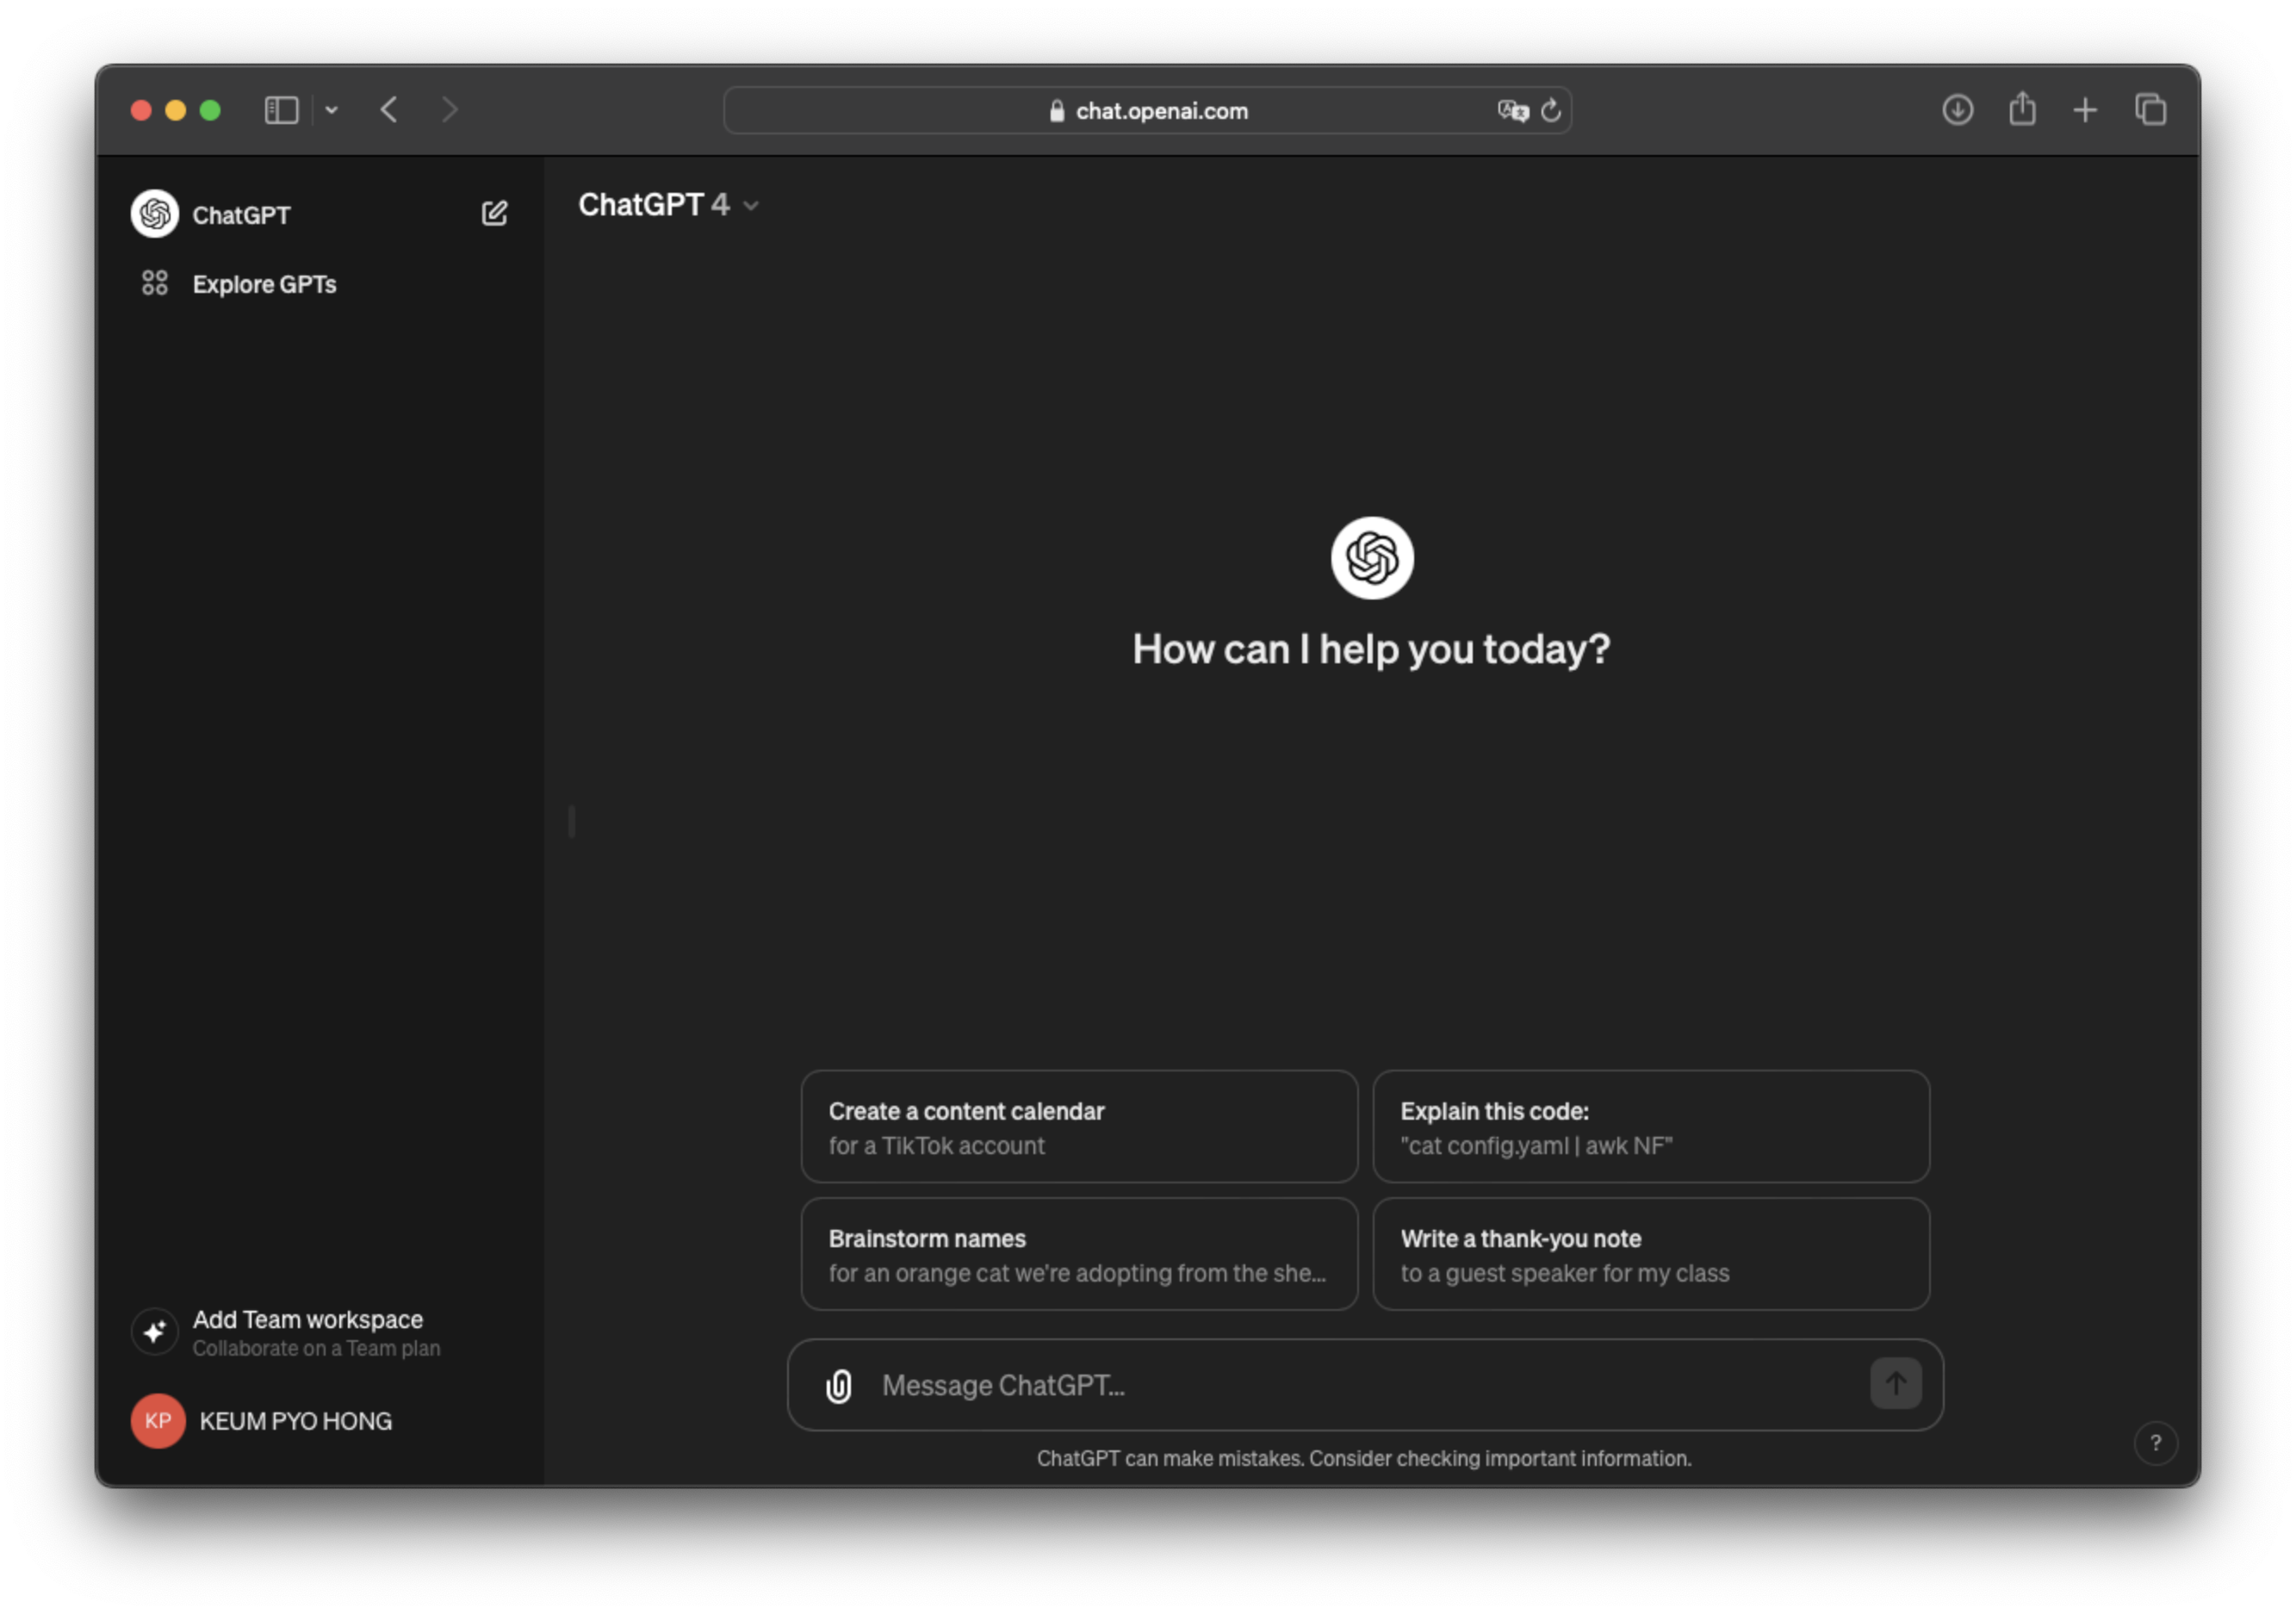 chat.openai.com
ChatGPT
Explore GPTs
ChatGPT 4
How can I help you today?
Create a content calendar
for a TikTok account
Explain this code:
"cat config.yaml | awk NF"
Brainstorm names
for an orange cat we're adopting from the she...
Write a thank-you note
to a guest speaker for my class
Add Team workspace
Collaborate on a Team plan
KP
KEUM PYO HONG
Message ChatGPT...
ChatGPT can make mistakes. Consider checking important information.
?